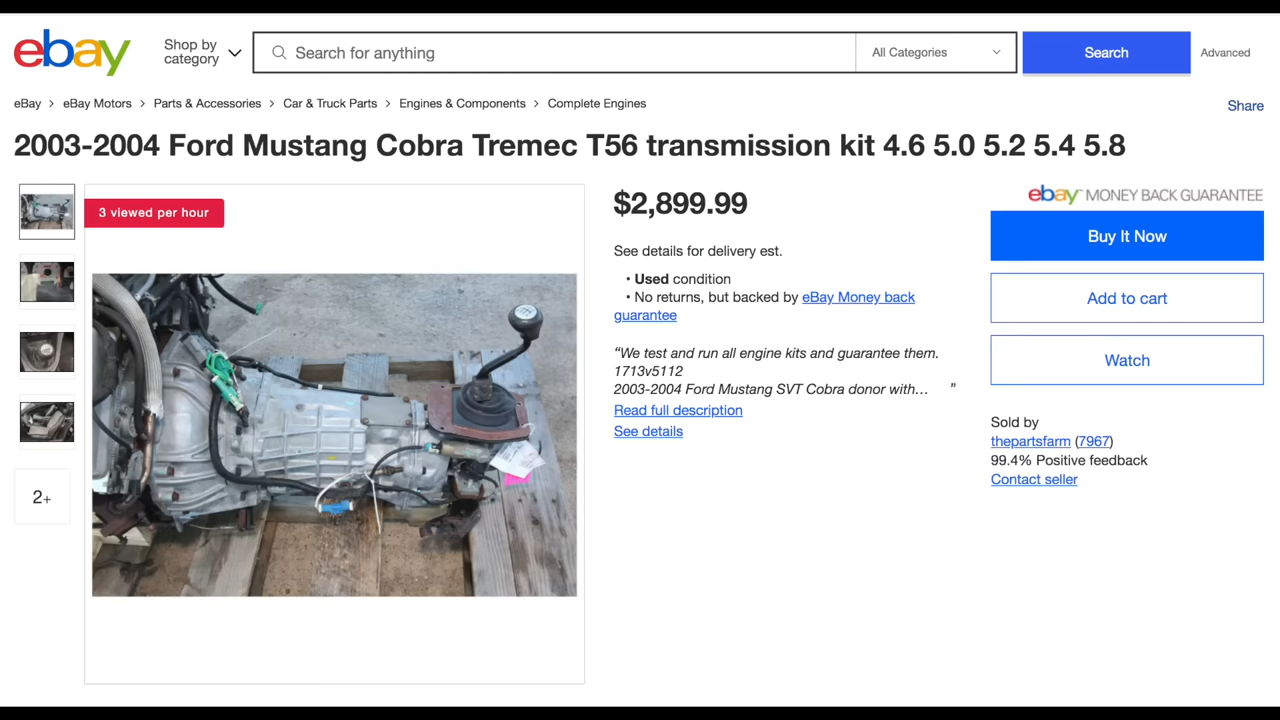 ebay
Shop by
category
Search for anything
All Categories
Search
Advanced
eBay > eBay Motors > Parts & Accessories > Car & Truck Parts > Engines & Components > Complete Engines
Share
2003-2004 Ford Mustang Cobra Tremec T56 transmission kit 4.6 5.0 5.2 5.4 5.8
3 viewed per hour
2+
$2,899.99
See details for delivery est.
• Used condition
• No returns, but backed by eBay Money back
guarantee
“We test and run all engine kits and guarantee them.
1713v5112
2003-2004 Ford Mustang SVT Cobra donor with… ”
Read full description
See details
ebay MONEY BACK GUARANTEE
Buy It Now
Add to cart
Watch
Sold by
thepartsfarm (7967)
99.4% Positive feedback
Contact seller